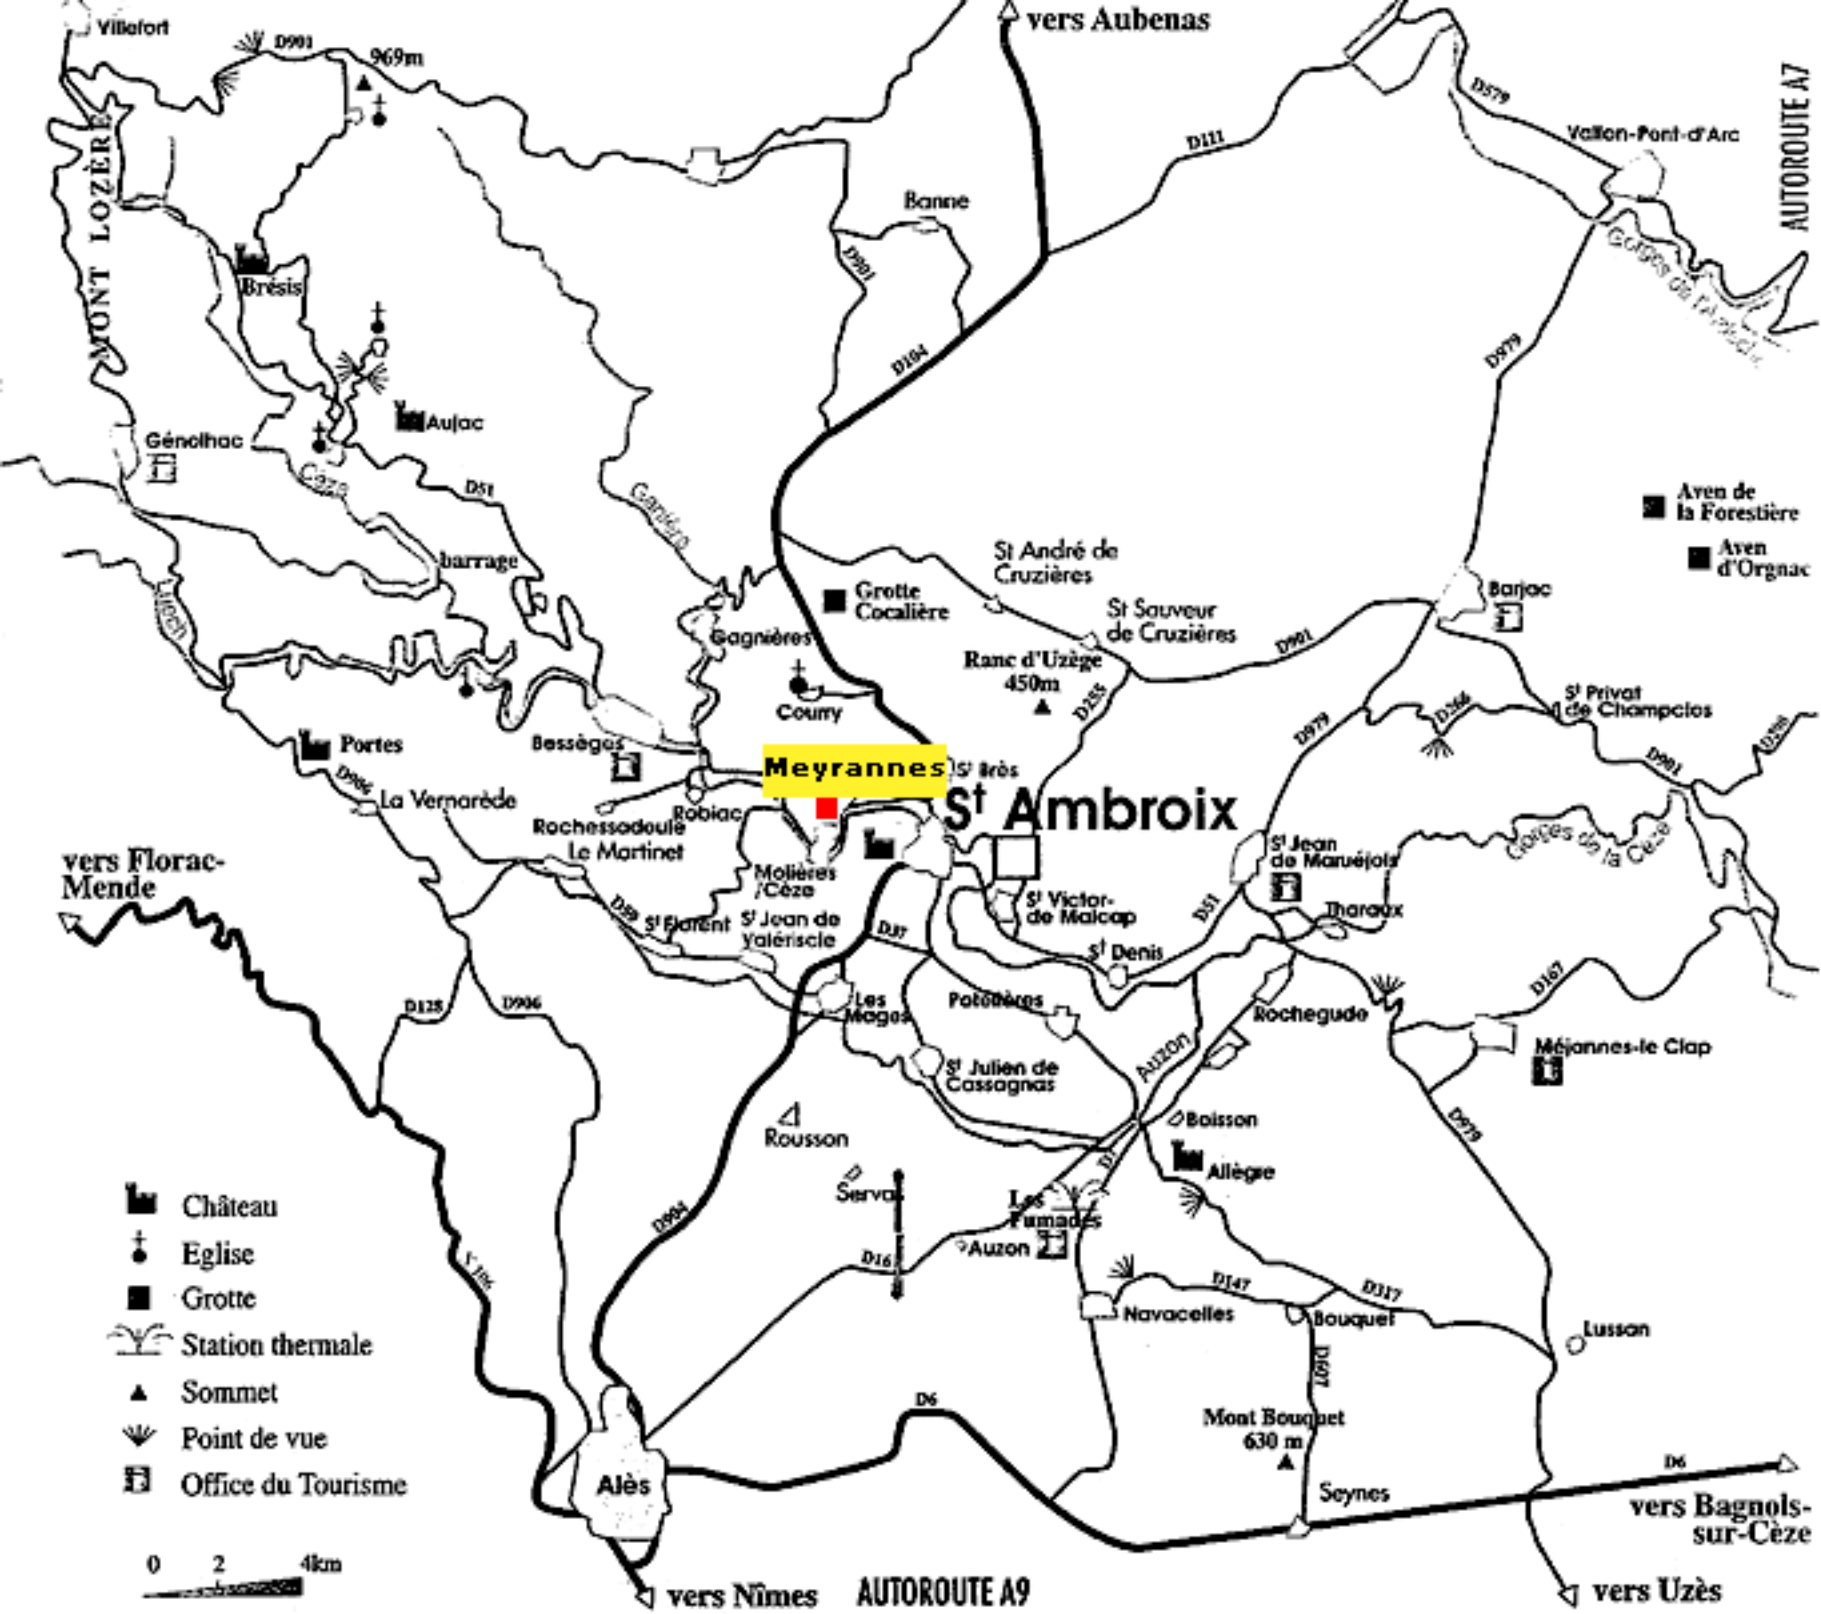 Villefort
D901
969m
vers Aubenas
D579
Vallon-Pont-d'Arc
AUTOROUTE A7
D111
MONT LOZÈRE
Banne
D901
Gorges de l'Ardèche
Brésis
D104
D979
Aujac
Génolhac
Cèze
D51
Ganière
Aven de
la Forestière
Aven
d'Orgnac
barrage
St André de
Cruzières
Grotte
Cocalière
Barjac
Luech
St Sauveur
de Cruzières
Gagnières
D901
Ranc d'Uzège
450m
D255
St Privat
de Champclos
D266
Courry
D979
Portes
Bessèges
D901
D906
Meyrannes
St Brès
La Vernarède
St Ambroix
Robiac
Rochessadoule
Le Martinet
Gorges de la Cèze
St Jean
de Maruéjols
vers Florac-
Mende
Molières
/Cèze
D59
St Florent
St Jean de
Valériscle
St Victor-
de Malcap
D51
Tharaux
D37
St Denis
D167
D128
D906
Les
Mages
Potelières
Rochegude
Auzon
Méjannes-le Clap
St Julien de
Cassagnas
Rousson
Boisson
D979
D7
Allègre
Servas
Les
Fumades
D904
Auzon
D16
N106
D147
D317
Navacelles
Bouquet
Lussan
D607
Château
Eglise
Grotte
Station thermale
Sommet
Point de vue
Office du Tourisme
D6
Mont Bouquet
630 m
Alès
Seynes
D6
vers Bagnols-
sur-Cèze
0 2 4km
vers Nîmes
AUTOROUTE A9
vers Uzès